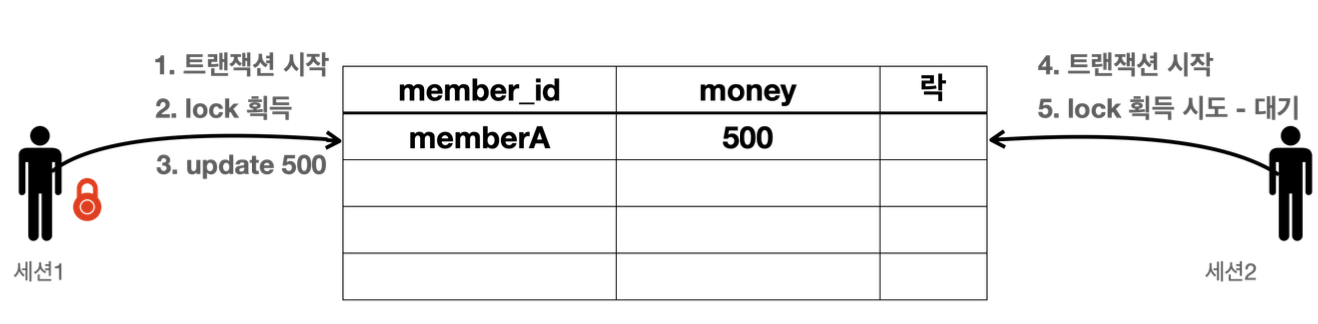 1. 트랜잭션 시작
2. lock 획득
3. update 500
세션1
member_id money 락
memberA 500
4. 트랜잭션 시작
5. lock 획득 시도 - 대기
세션2